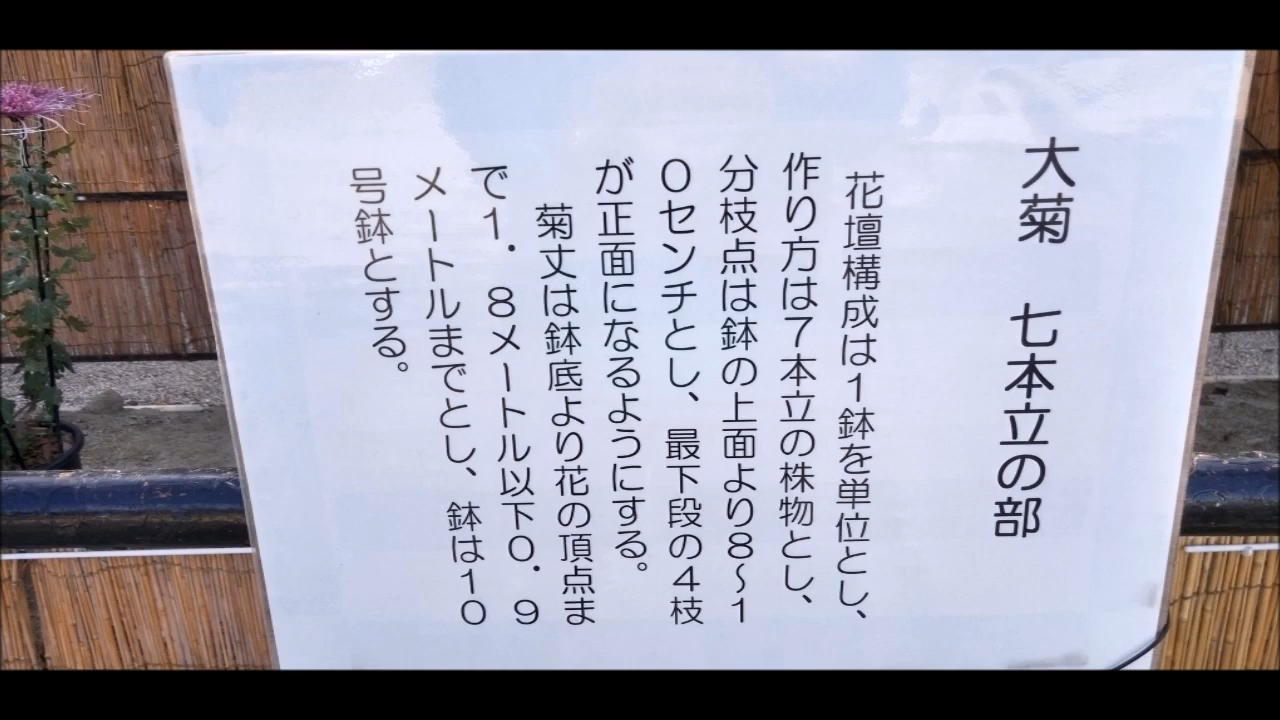 大菊　七本立の部
花壇構成は１鉢を単位とし、
作り方は７本立の株物とし、
分枝点は鉢の上面より８～１
０センチとし、最下段の４枝
が正面になるようにする。
菊丈は鉢底より花の頂点ま
で１．８メートル以下０．９
メートルまでとし、鉢は１０
号鉢とする。